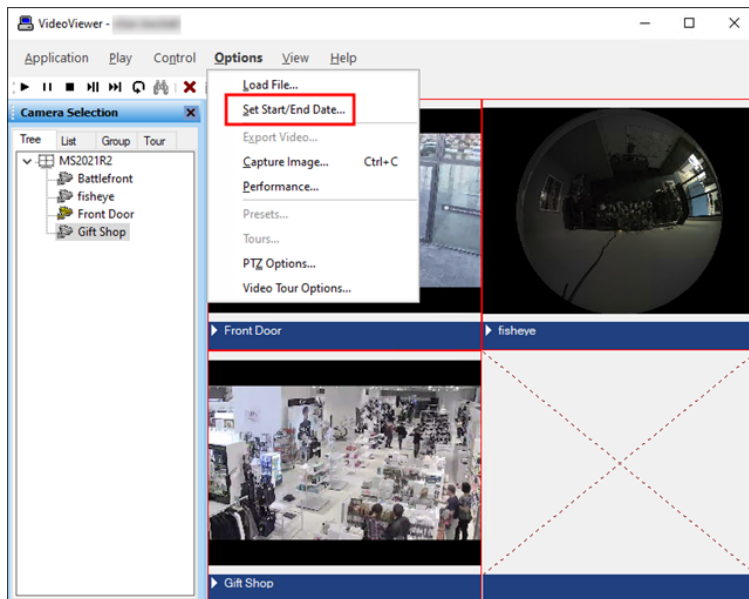 VideoViewer -
Application Play Control Options View Help
Camera Selection
Tree List Group Tour
MS2021R2
Battlefront
fisheye
Front Door
Gift Shop
Load File...
Set Start/End Date...
Export Video...
Capture Image... Ctrl+C
Performance...
Presets...
Tours...
PTZ Options...
Video Tour Options...
Front Door
fisheye
Gift Shop